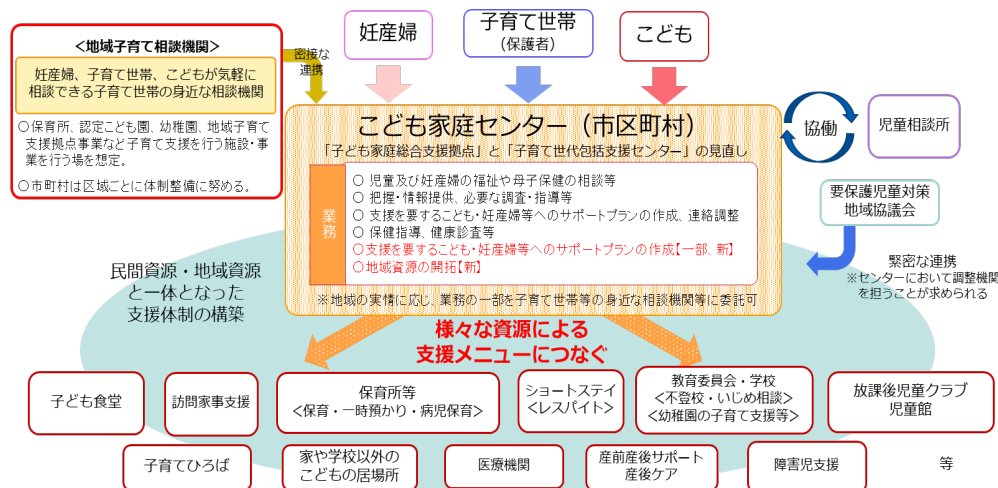 <地域子育て相談機関>
妊産婦、子育て世帯、こどもが気軽に
相談できる子育て世帯の身近な相談機関
○保育所、認定こども園、幼稚園、地域子育て
支援拠点事業など子育て支援を行う施設・事
業を行う場を想定。
○市町村は区域ごとに体制整備に努める。
密接な
連携
妊産婦
子育て世帯
(保護者)
こども
こども家庭センター(市区町村)
「子ども家庭総合支援拠点」と「子育て世代包括支援センター」の見直し
業務
○ 児童及び妊産婦の福祉や母子保健の相談等
○ 把握・情報提供、必要な調査・指導等
○ 支援を要するこども・妊産婦等へのサポートプランの作成、連絡調整
○ 保健指導、健康診査等
○支援を要するこども・妊産婦等へのサポートプランの作成【一部、新】
○地域資源の開拓【新】
※地域の実情に応じ、業務の一部を子育て世帯等の身近な相談機関等に委託可
協働
児童相談所
要保護児童対策
地域協議会
緊密な連携
※センターにおいて調整機関
を担うことが求められる
民間資源・地域資源
と一体となった
支援体制の構築
様々な資源による
支援メニューにつなぐ
子ども食堂
訪問家事支援
保育所等
<保育・一時預かり・病児保育>
ショートステイ
<レスパイト>
教育委員会・学校
<不登校・いじめ相談>
<幼稚園の子育て支援等>
放課後児童クラブ
児童館
子育てひろば
家や学校以外の
こどもの居場所
医療機関
産前産後サポート
産後ケア
障害児支援
等